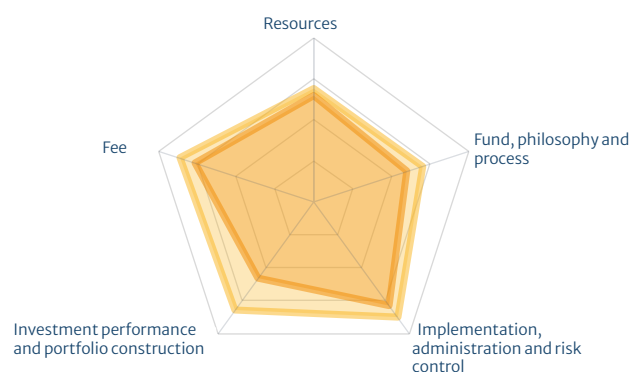 Resources
Fee
Fund, philosophy and
process
Investment performance
and portfolio construction
Implementation,
administration and risk
control